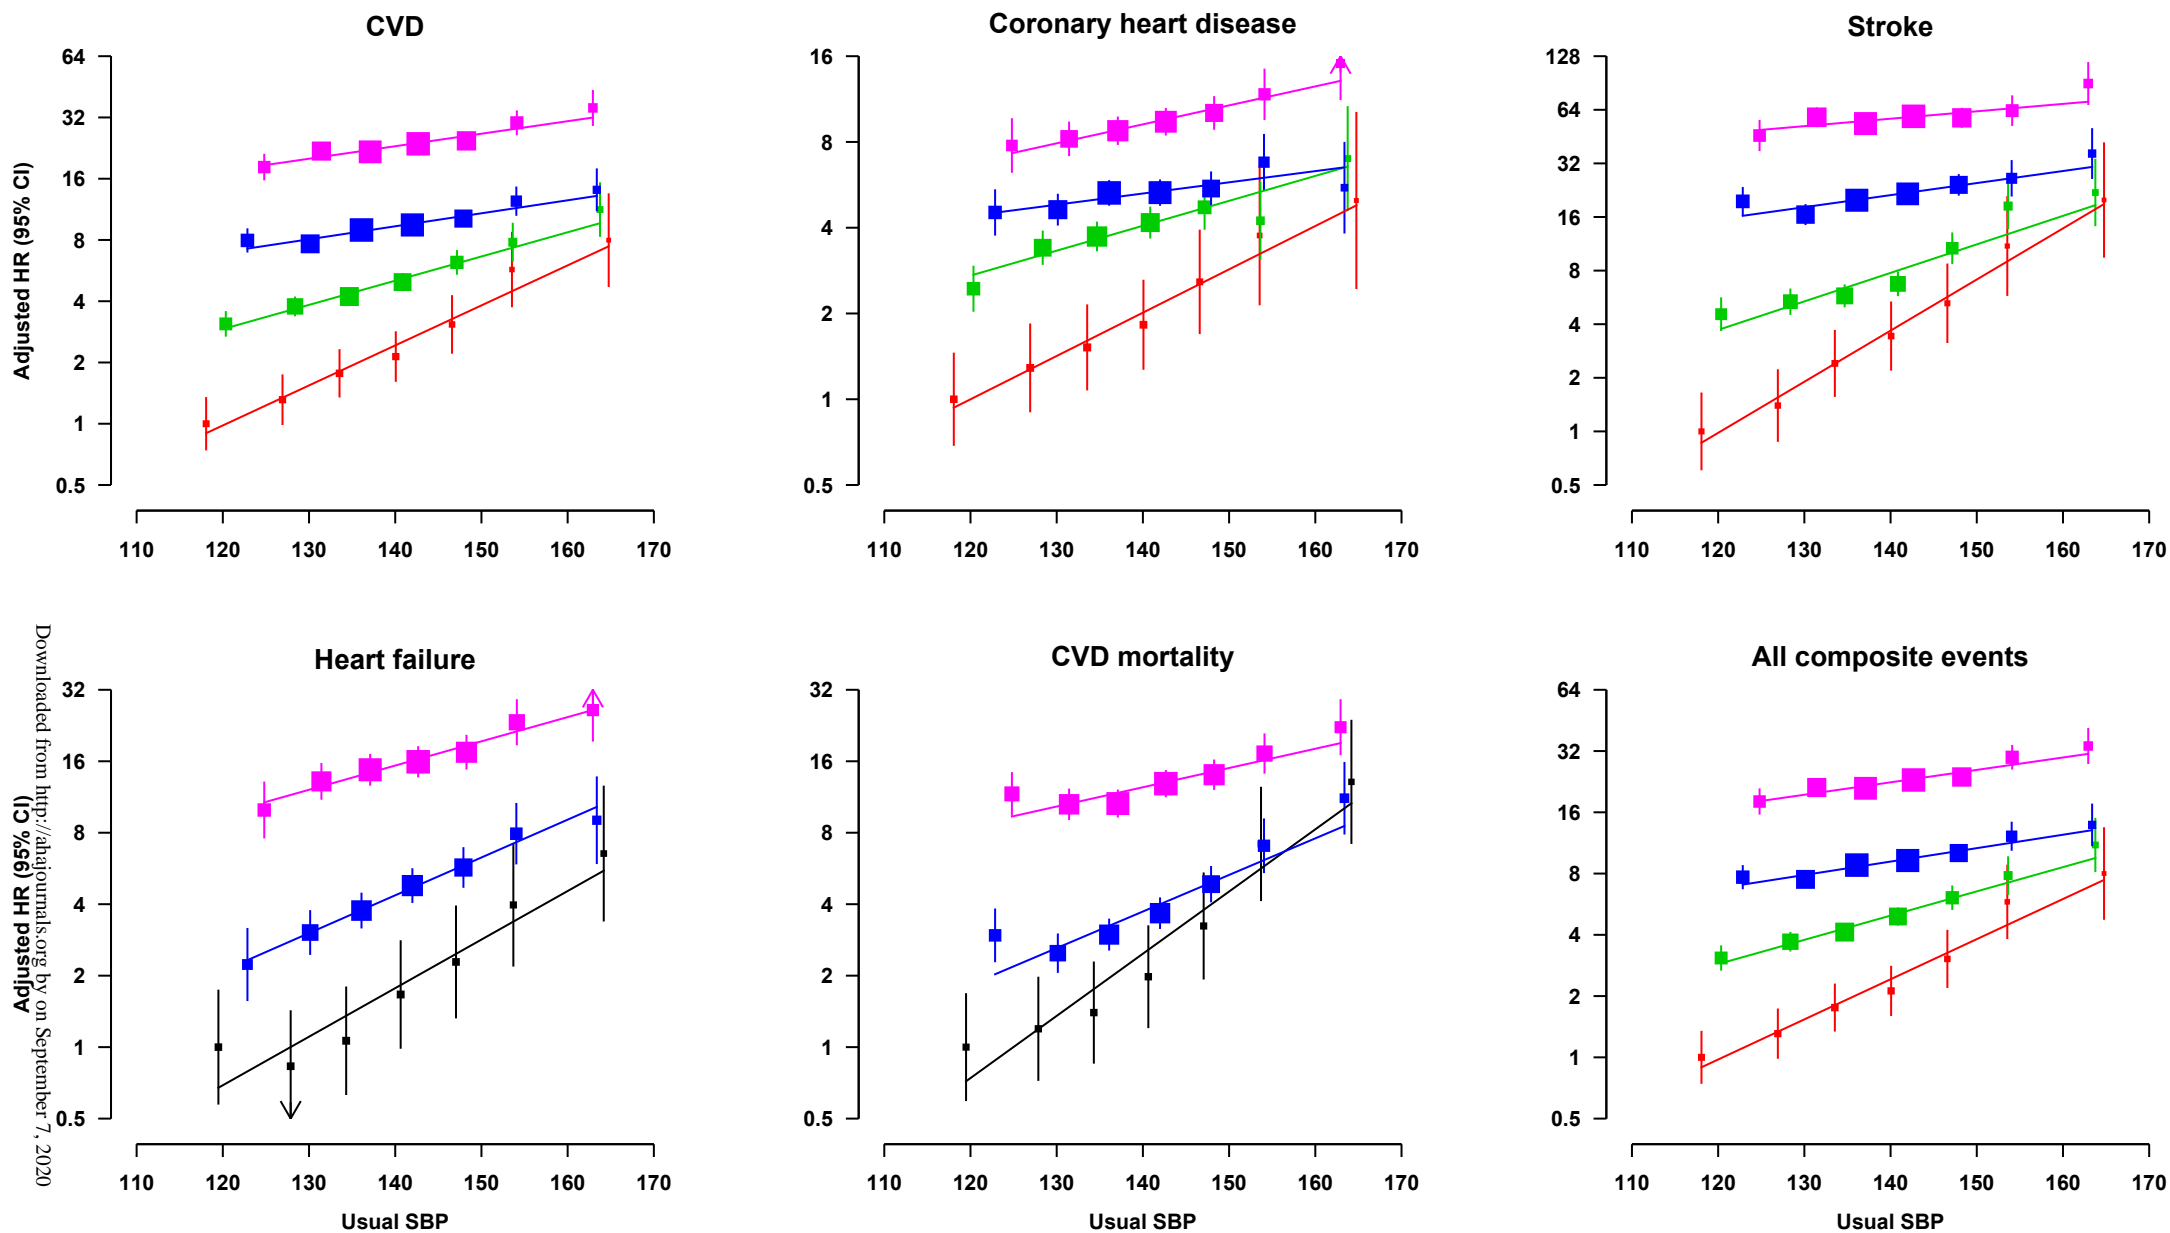 CVD
Coronary heart disease
Stroke
Adjusted HR (95% CI)
64
32
16
8
4
2
1
0.5
110 120 130 140 150 160 170
16
8
4
2
1
0.5
110 120 130 140 150 160 170
128
64
32
16
8
4
2
1
0.5
110 120 130 140 150 160 170
Heart failure
CVD mortality
All composite events
Adjusted HR (95% CI)
32
16
8
4
2
1
0.5
110 120 130 140 150 160 170
Usual SBP
32
16
8
4
2
1
0.5
110 120 130 140 150 160 170
Usual SBP
64
32
16
8
4
2
1
0.5
110 120 130 140 150 160 170
Usual SBP
Downloaded from http://ahajournals.org by on September 7, 2020